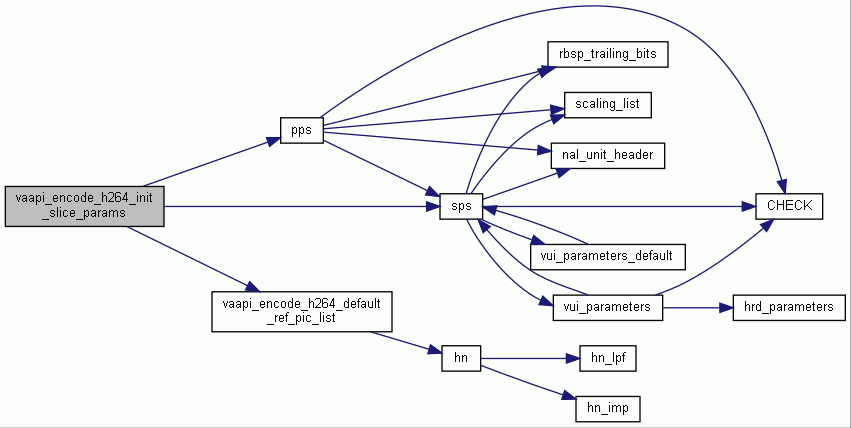 rbsp_trailing_bits
scaling_list
pps
nal_unit_header
vaapi_encode_h264_init
_slice_params
sps
CHECK
vui_parameters_default
vaapi_encode_h264_default
_ref_pic_list
vui_parameters
hrd_parameters
hn
hn_lpf
hn_imp